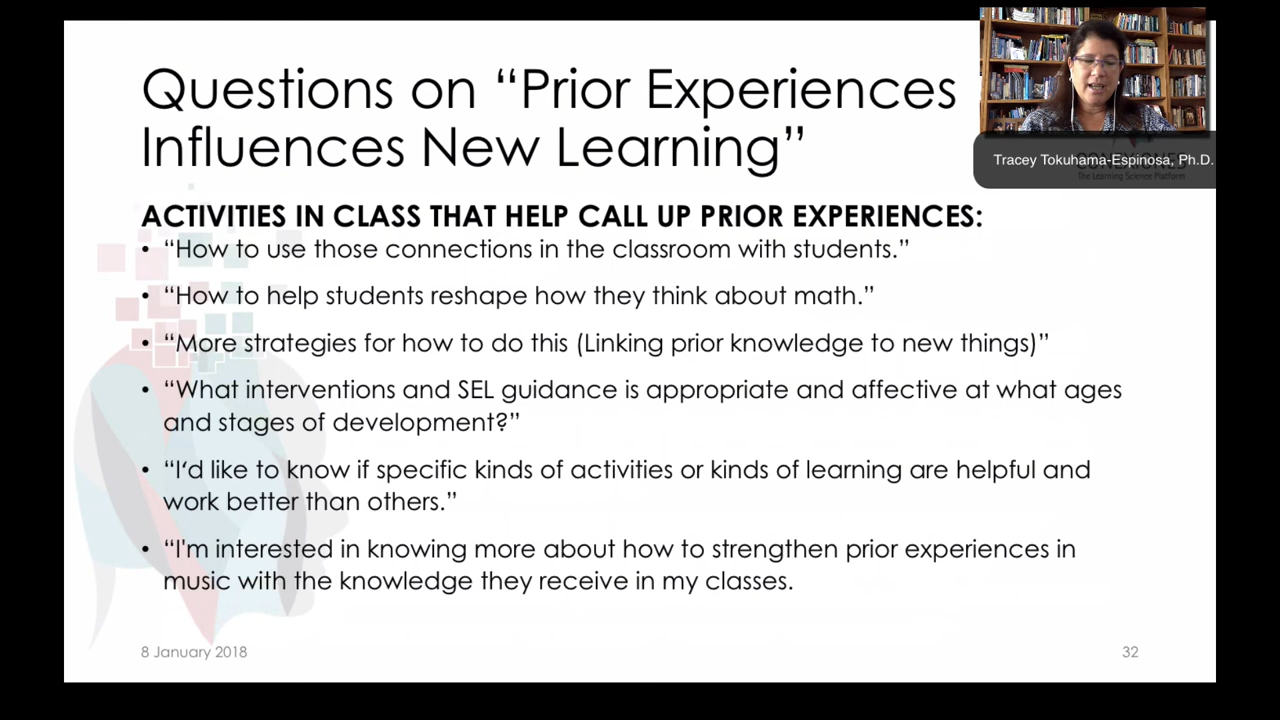 Questions on “Prior Experiences
Influences New Learning”
Tracey Tokuhama-Espinosa, Ph.D.
The Learning Science Platform
ACTIVITIES IN CLASS THAT HELP CALL UP PRIOR EXPERIENCES:
• “How to use those connections in the classroom with students.”
• “How to help students reshape how they think about math.”
• “More strategies for how to do this (Linking prior knowledge to new things)”
• “What interventions and SEL guidance is appropriate and affective at what ages
and stages of development?”
• “I‘d like to know if specific kinds of activities or kinds of learning are helpful and
work better than others.”
• “I'm interested in knowing more about how to strengthen prior experiences in
music with the knowledge they receive in my classes.
8 January 2018
32